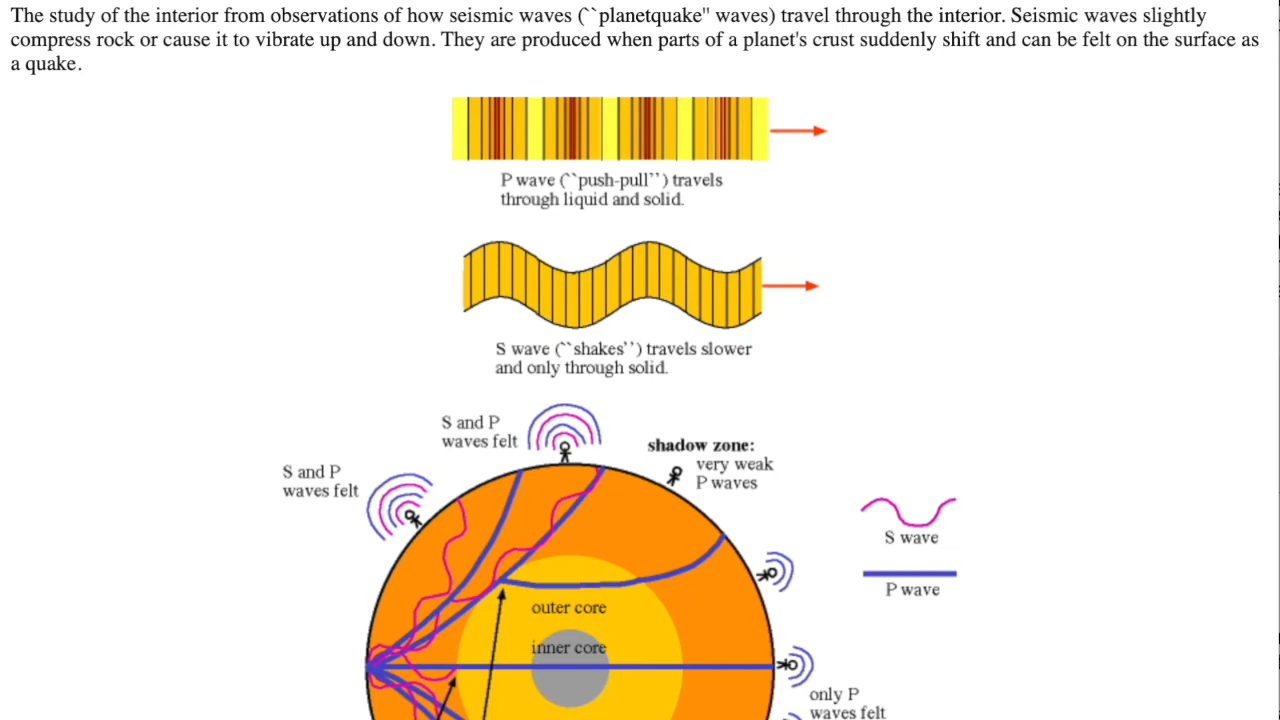 The study of the interior from observations of how seismic waves (``planetquake" waves) travel through the interior. Seismic waves slightly
compress rock or cause it to vibrate up and down. They are produced when parts of a planet's crust suddenly shift and can be felt on the surface as
a quake.
P wave (``push-pull'') travels
through liquid and solid.
S wave (``shakes'') travels slower
and only through solid.
S and P
waves felt
shadow zone:
very weak
P waves
S and P
waves felt
S wave
P wave
outer core
inner core
only P
waves felt